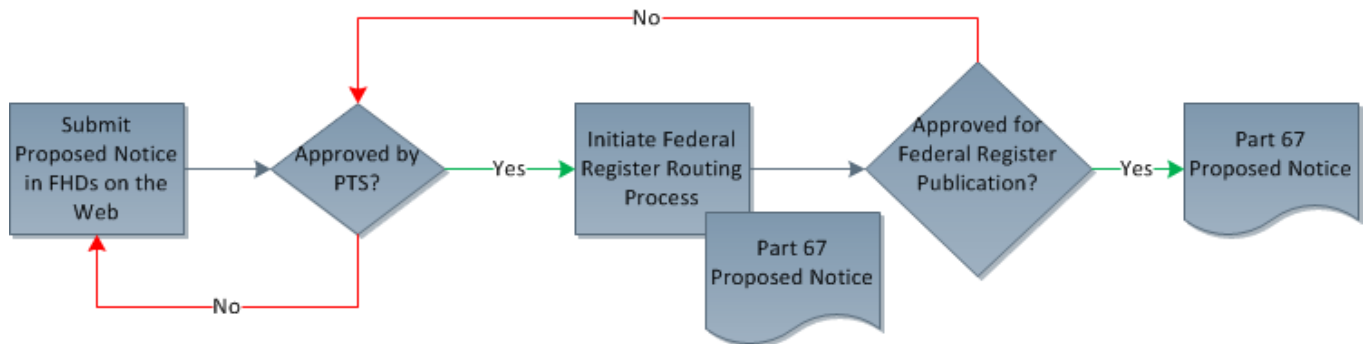 No
Submit
Proposed Notice
in FHDs on the
Web
Approved by
PTS?
Yes
Initiate Federal
Register Routing
Process
Approved for
Federal Register
Publication?
Yes
Part 67
Proposed Notice
Part 67
Proposed Notice
No